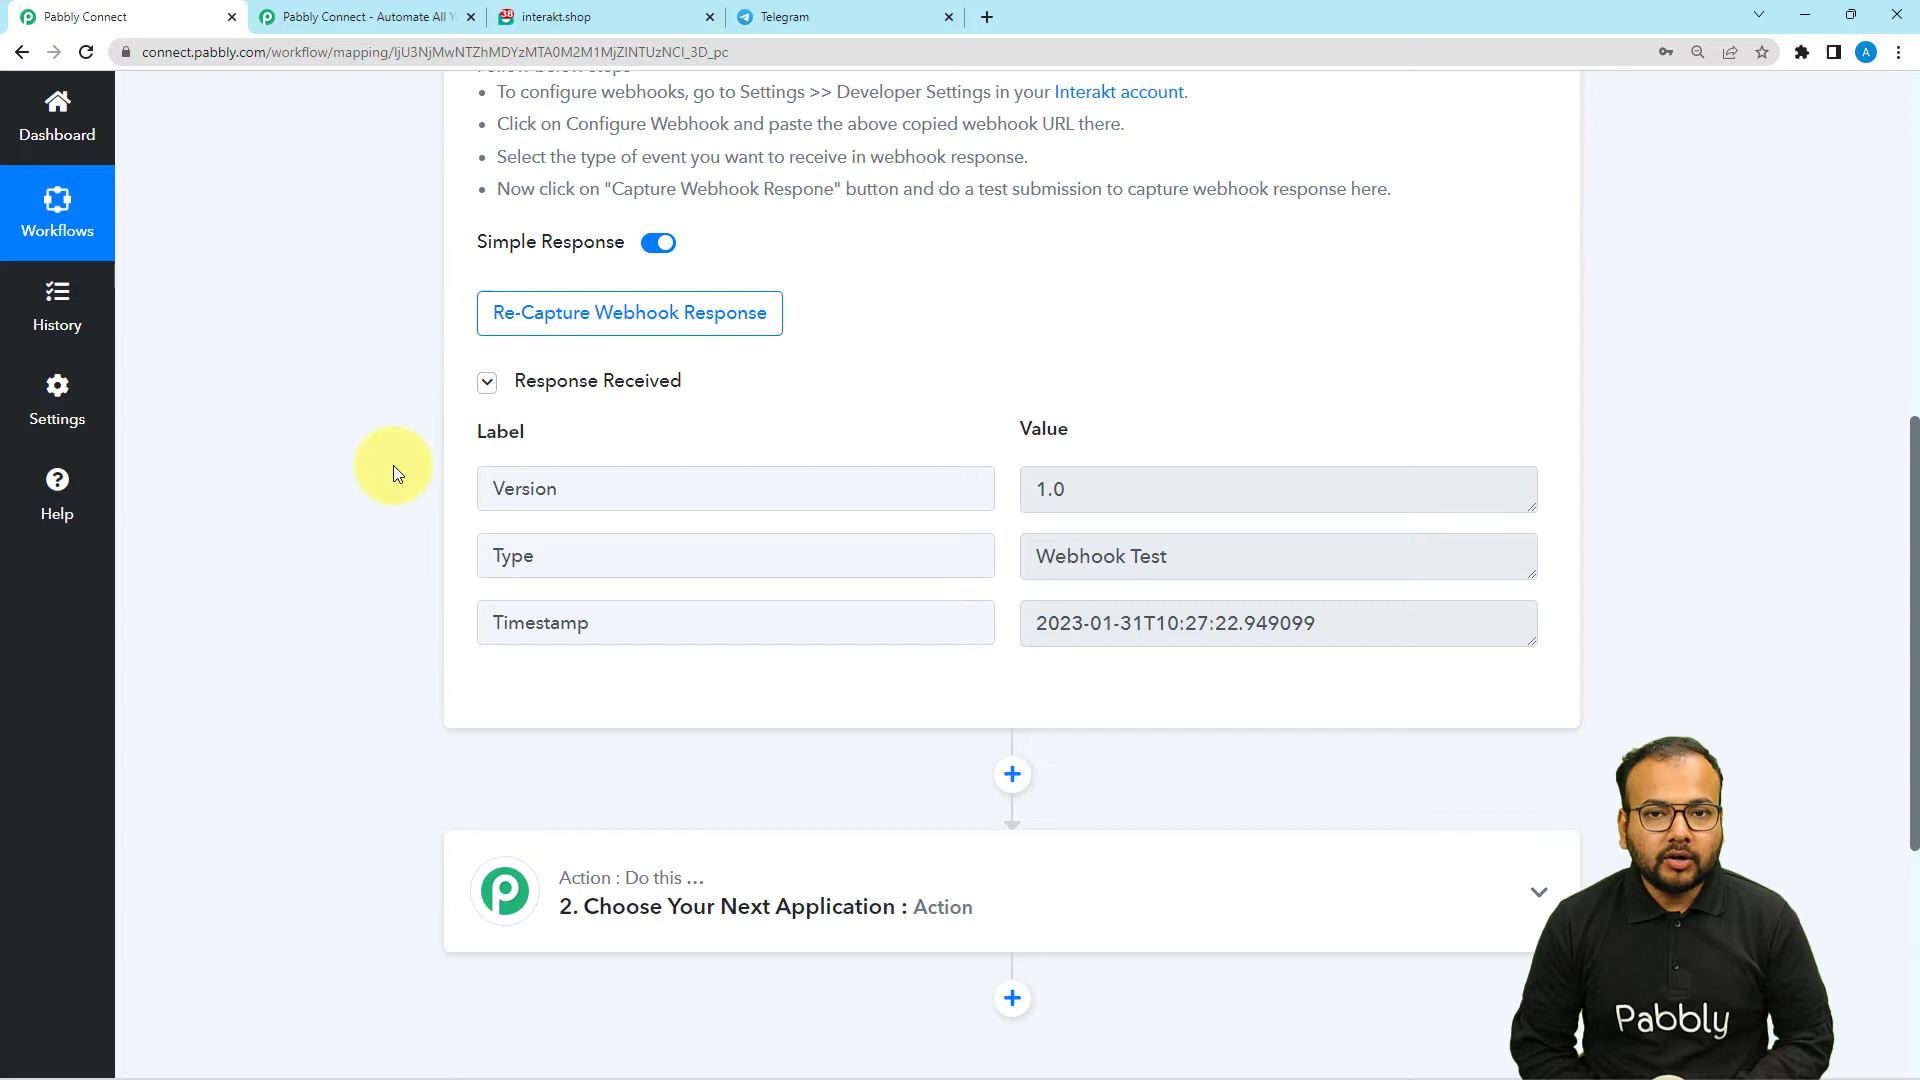 Pabbly Connect
Pabbly Connect - Automate All Y
38
interakt.shop
Telegram
connect.pabbly.com/workflow/mapping/IjU3NjMwNTZhMDYzMTA0M2M1MjZlNTUzNCI_3D_pc
A
Dashboard
Workflows
History
Settings
Help
Follow below steps
• To configure webhooks, go to Settings >> Developer Settings in your Interakt account.
• Click on Configure Webhook and paste the above copied webhook URL there.
• Select the type of event you want to receive in webhook response.
• Now click on "Capture Webhook Respone" button and do a test submission to capture webhook response here.
Simple Response
Re-Capture Webhook Response
Response Received
Label Value
Version 1.0
Type Webhook Test
Timestamp 2023-01-31T10:27:22.949099
Action : Do this ...
2. Choose Your Next Application : Action
Pabbly